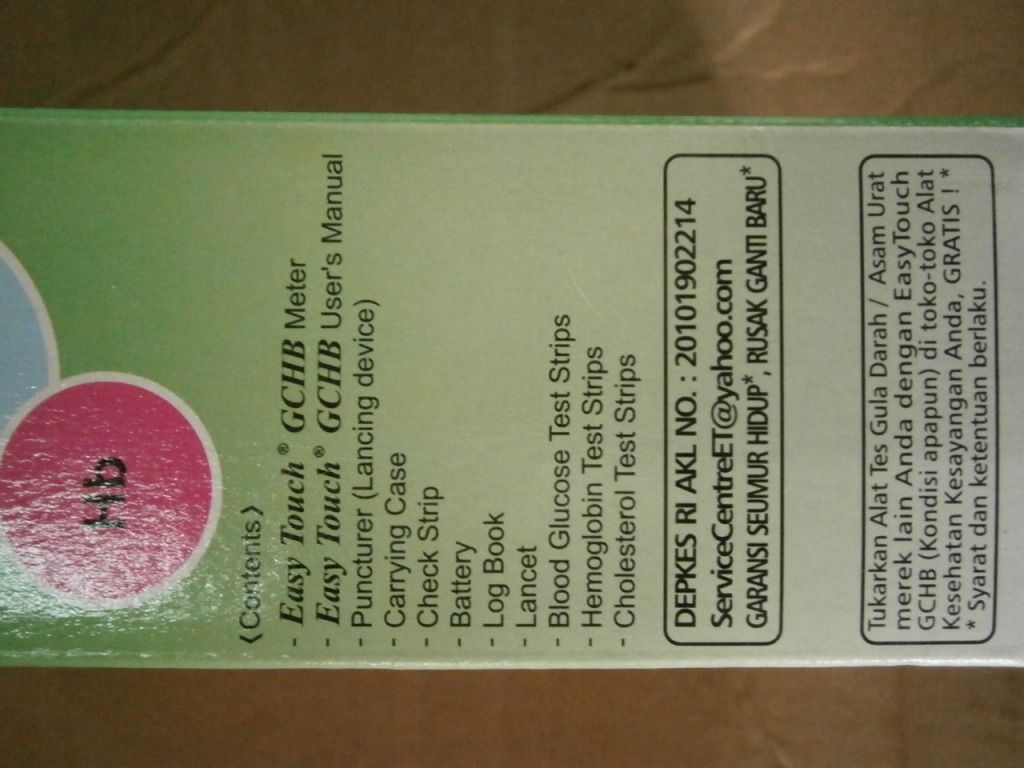 Hb
〈Contents〉
- Easy Touch® GCHB Meter
- Easy Touch® GCHB User's Manual
- Puncturer (Lancing device)
- Carrying Case
- Check Strip
- Battery
- Log Book
- Lancet
- Blood Glucose Test Strips
- Hemoglobin Test Strips
- Cholesterol Test Strips
DEPKES RI AKL NO. : 20101902214
ServiceCentreET@yahoo.com
GARANSI SEUMUR HIDUP*, RUSAK GANTI BARU*
Tukarkan Alat Tes Gula Darah / Asam Urat
merek lain Anda dengan EasyTouch
GCHB (Kondisi apapun) di toko-toko Alat
Kesehatan Kesayangan Anda, GRATIS ! *
* Syarat dan ketentuan berlaku.